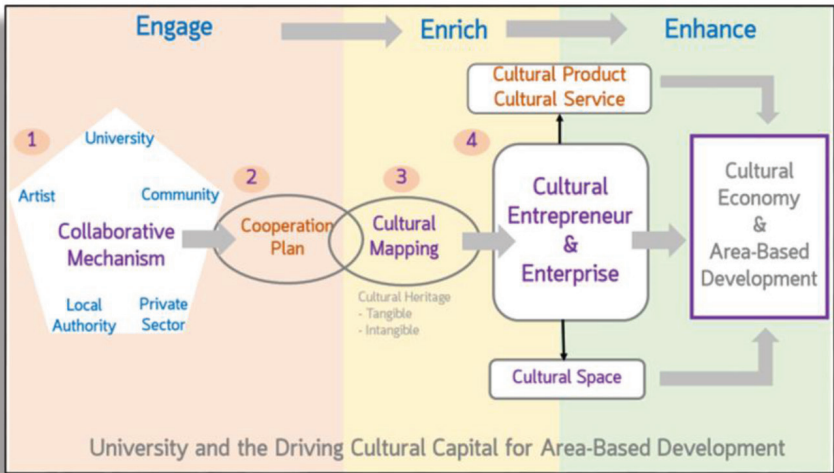 Engage
Enrich
Enhance
1
University
Artist
Community
Collaborative
Mechanism
Local
Authority
Private
Sector
2
Cooperation
Plan
3
Cultural
Mapping
Cultural Heritage
- Tangible
- Intangible
4
Cultural Product
Cultural Service
Cultural
Entrepreneur
&
Enterprise
Cultural Space
Cultural
Economy
&
Area-Based
Development
University and the Driving Cultural Capital for Area-Based Development